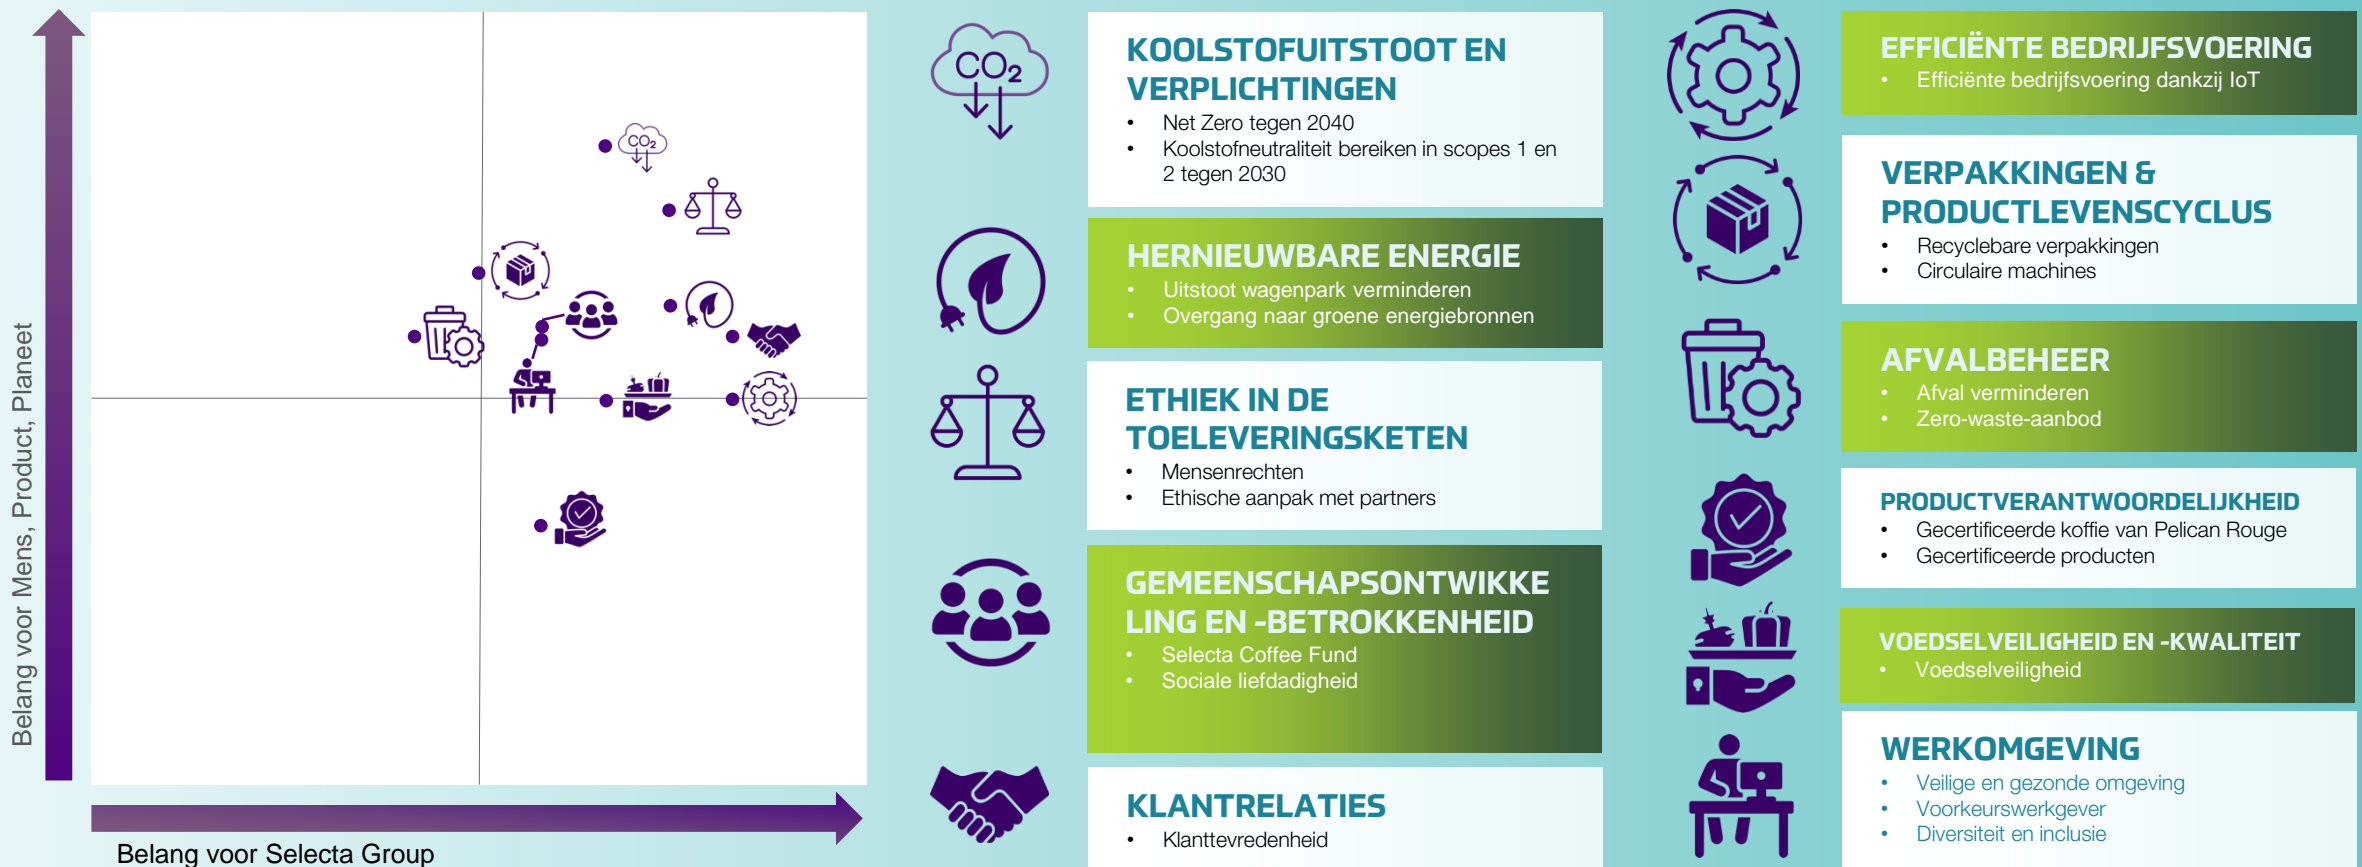 Belang voor Mens, Product, Planeet
CO2
Belang voor Selecta Group
CO2
KOOLSTOFUITSTOOT EN
VERPLICHTINGEN
• Net Zero tegen 2040
• Koolstofneutraliteit bereiken in scopes 1 en
2 tegen 2030
HERNIEUWBARE ENERGIE
• Uitstoot wagenpark verminderen
• Overgang naar groene energiebronnen
ETHIEK IN DE
TOELEVERINGSKETEN
• Mensenrechten
• Ethische aanpak met partners
GEMEENSCHAPSONTWIKKE
LING EN -BETROKKENHEID
• Selecta Coffee Fund
• Sociale liefdadigheid
KLANTRELATIES
• Klanttevredenheid
EFFICIËNTE BEDRIJFSVOERING
• Efficiënte bedrijfsvoering dankzij IoT
VERPAKKINGEN &
PRODUCTLEVENSCYCLUS
• Recyclebare verpakkingen
• Circulaire machines
AFVALBEHEER
• Afval verminderen
• Zero-waste-aanbod
PRODUCTVERANTWOORDELIJKHEID
• Gecertificeerde koffie van Pelican Rouge
• Gecertificeerde producten
VOEDSELVEILIGHEID EN -KWALITEIT
• Voedselveiligheid
WERKOMGEVING
• Veilige en gezonde omgeving
• Voorkeurswerkgever
• Diversiteit en inclusie